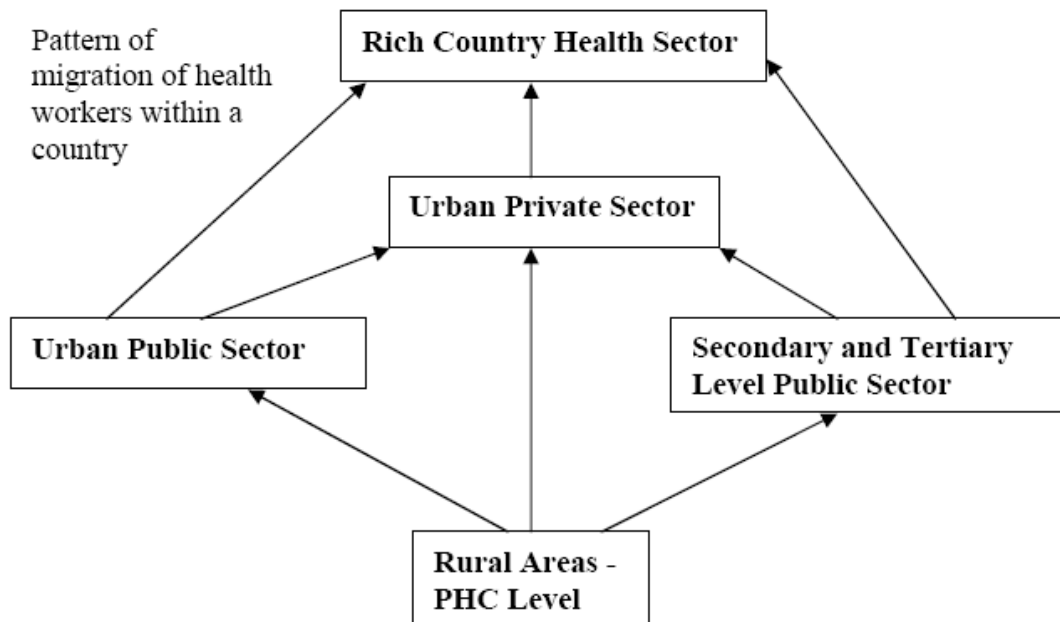 Pattern of
migration of health
workers within a
country
Rich Country Health Sector
Urban Private Sector
Urban Public Sector
Secondary and Tertiary
Level Public Sector
Rural Areas -
PHC Level